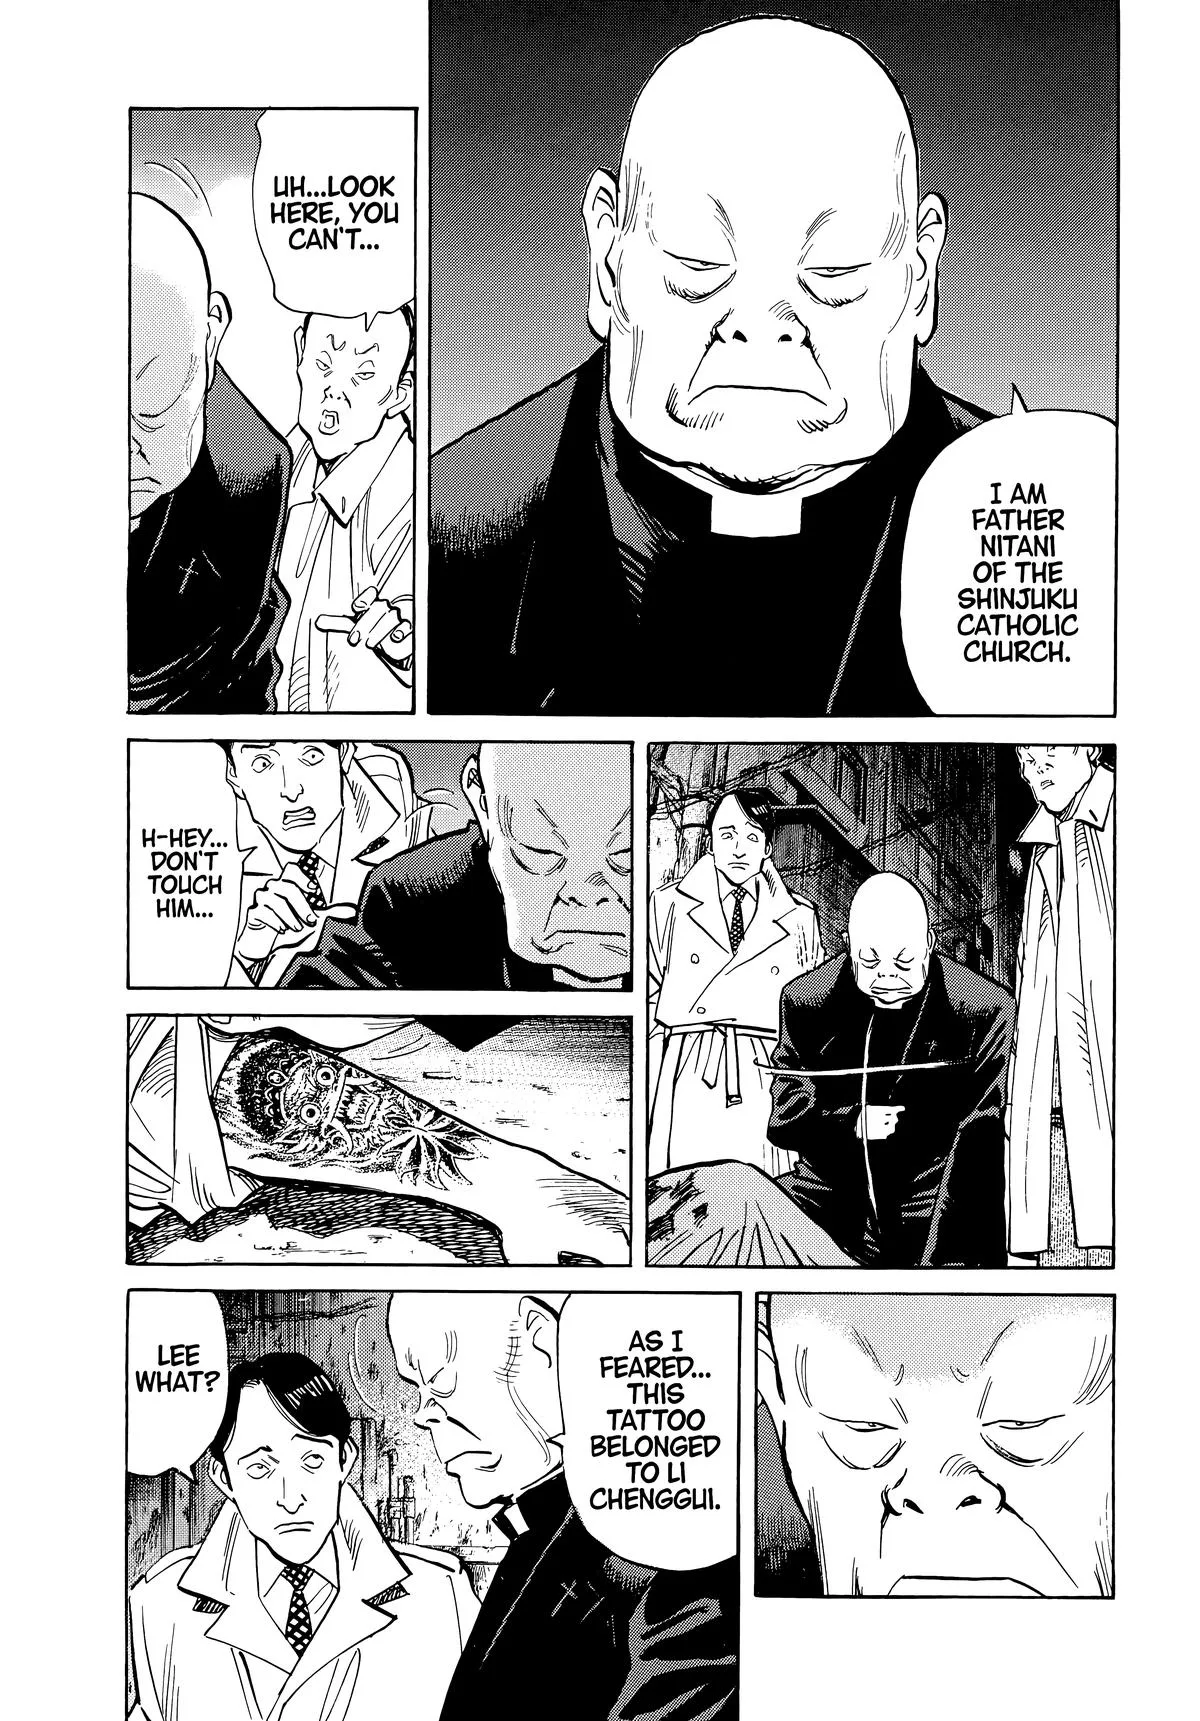 I AM
FATHER
NITANI
OF THE
SHINJUKU
CATHOLIC
CHURCH.
UH...LOOK
HERE, YOU
CAN'T...
H-HEY...
DON'T
TOUCH
HIM...
AS I
FEARED...
THIS
TATTOO
BELONGED
TO LI
CHENGGUI.
LEE
WHAT?